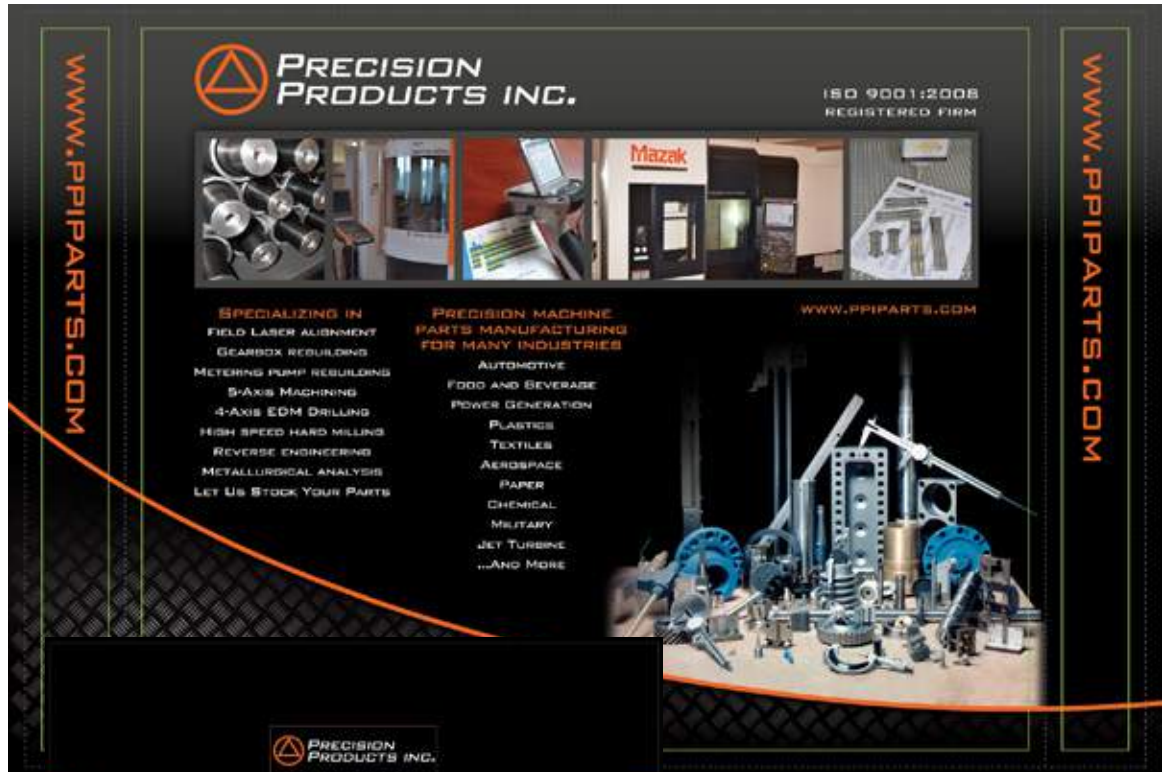 WWW.PPIPARTS.COM
PRECISION
PRODUCTS INC.
ISO 9001:2008
REGISTERED FIRM
Mazak
SPECIALIZING IN
FIELD LASER ALIGNMENT
GEARBOX REBUILDING
METERING PUMP REBUILDING
5-AXIS MACHINING
4-AXIS EDM DRILLING
HIGH SPEED HARD MILLING
REVERSE ENGINEERING
METALLURGICAL ANALYSIS
LET US STOCK YOUR PARTS
PRECISION MACHINE
PARTS MANUFACTURING
FOR MANY INDUSTRIES
AUTOMOTIVE
FOOD AND BEVERAGE
POWER GENERATION
PLASTICS
TEXTILES
AEROSPACE
PAPER
CHEMICAL
MILITARY
JET TURBINE
...AND MORE
WWW.PPIPARTS.COM
WWW.PPIPARTS.COM
PRECISION
PRODUCTS INC.